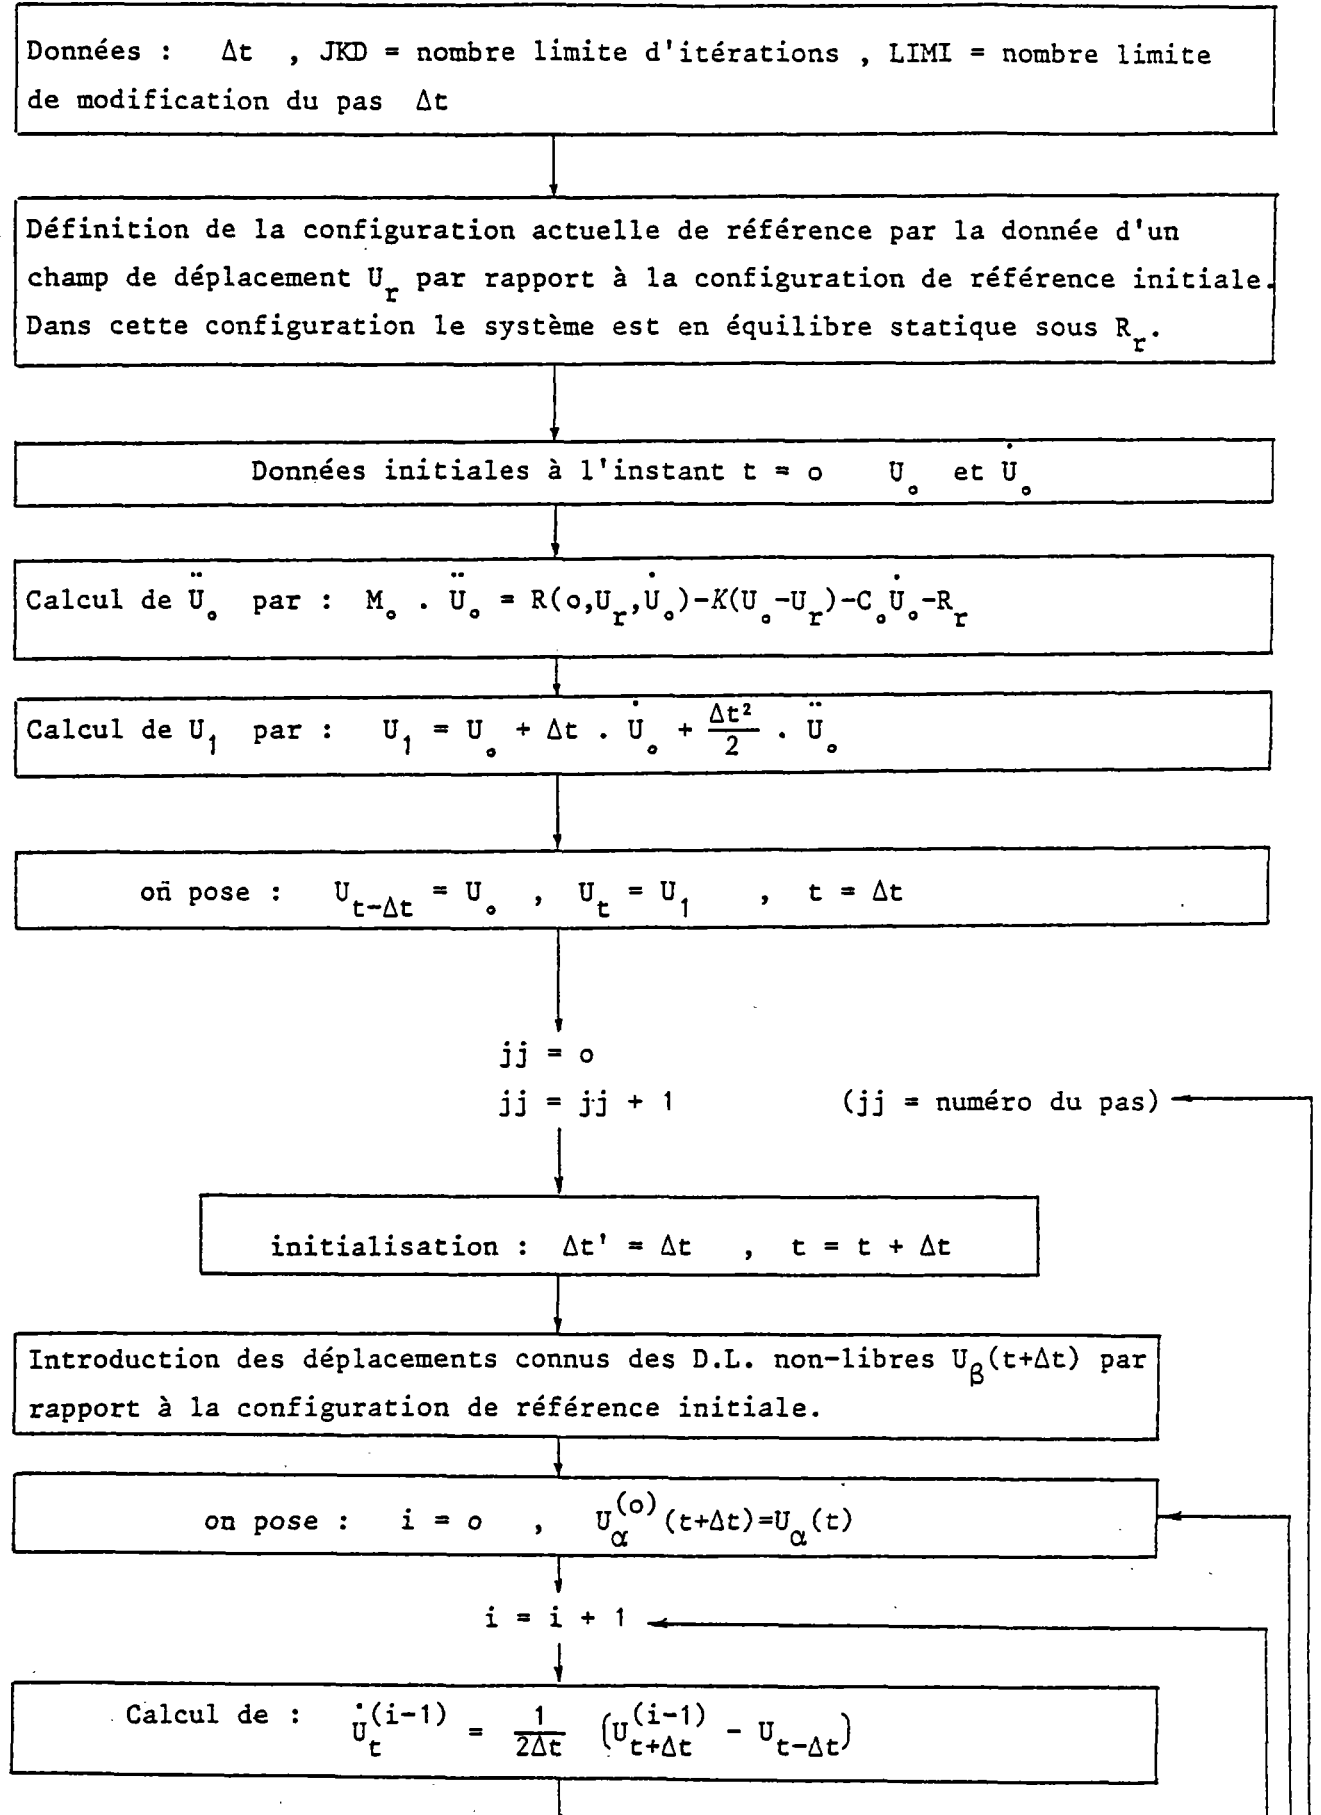 Données : Δt , JKD = nombre limite d'itérations , LIMI = nombre limite
de modification du pas Δt
Définition de la configuration actuelle de référence par la donnée d'un
champ de déplacement U_r par rapport à la configuration de référence initiale.
Dans cette configuration le système est en équilibre statique sous R_r.
Données initiales à l'instant t = o U_o et U̇_o
Calcul de Ü_o par : M_o . Ü_o = R(o,U_r,U̇_o)-K(U_o-U_r)-C_o U̇_o-R_r
Calcul de U_1 par : U_1 = U_o + Δt . U̇_o + Δt²/2 . Ü_o
on pose : U_{t-Δt} = U_o , U_t = U_1 , t = Δt
jj = o
jj = jj + 1 (jj = numéro du pas)
initialisation : Δt' = Δt , t = t + Δt
Introduction des déplacements connus des D.L. non-libres U_β(t+Δt) par
rapport à la configuration de référence initiale.
on pose : i = o , U_α^(o)(t+Δt)=U_α(t)
i = i + 1
Calcul de : U̇_t^(i-1) = 1/2Δt (U_{t+Δt}^(i-1) - U_{t-Δt})